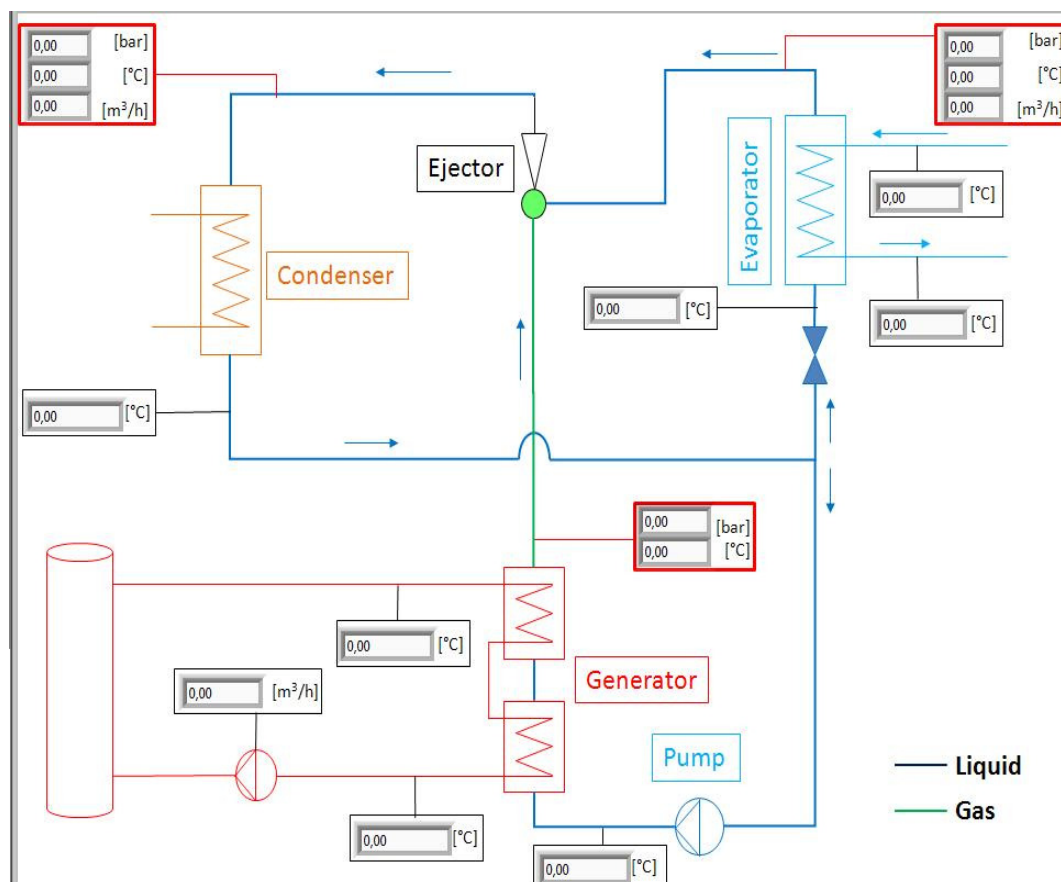 0,00 [bar]
0,00 [°C]
0,00 [m³/h]
0,00 [bar]
0,00 [°C]
0,00 [m³/h]
Ejector
Evaporator
0,00 [°C]
Condenser
0,00 [°C]
0,00 [°C]
0,00 [°C]
0,00 [bar]
0,00 [°C]
0,00 [°C]
Generator
0,00 [m³/h]
Pump
Liquid
Gas
0,00 [°C]
0,00 [°C]